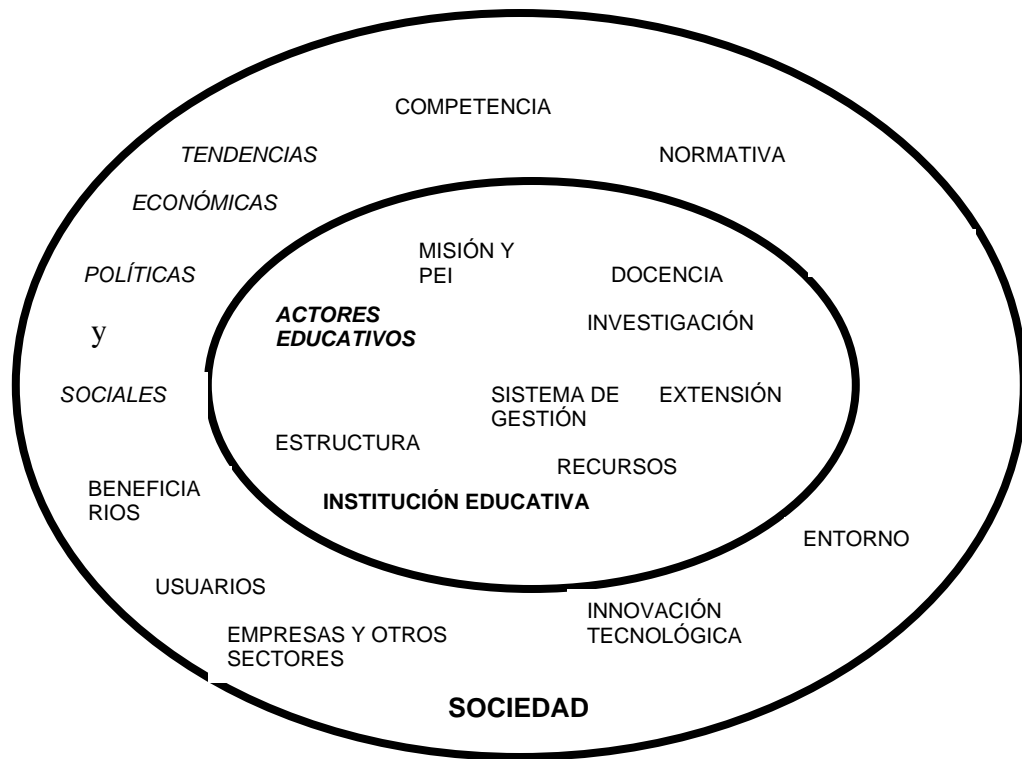 COMPETENCIA
TENDENCIAS
NORMATIVA
ECONÓMICAS
MISIÓN Y
PEI
POLÍTICAS
DOCENCIA
ACTORES
EDUCATIVOS
INVESTIGACIÓN
y
SOCIALES
SISTEMA DE
GESTIÓN
EXTENSIÓN
ESTRUCTURA
RECURSOS
BENEFICIA
RIOS
INSTITUCIÓN EDUCATIVA
ENTORNO
USUARIOS
INNOVACIÓN
TECNOLÓGICA
EMPRESAS Y OTROS
SECTORES
SOCIEDAD